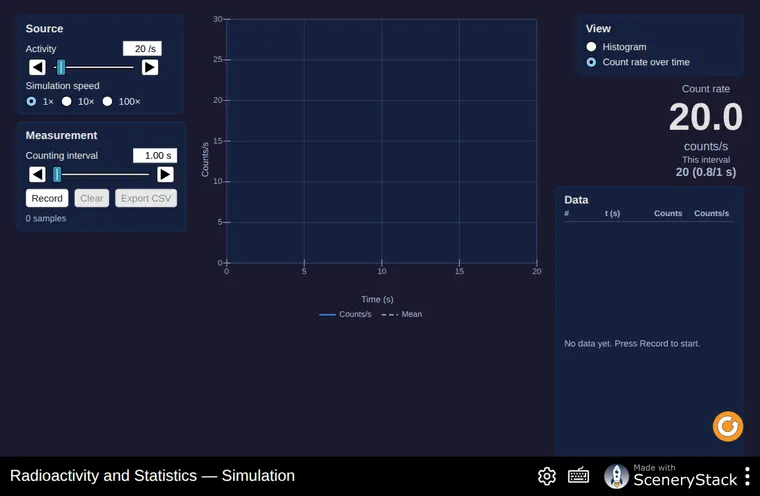 Source
Activity
20 /s
Simulation speed
1×
10×
100×
Measurement
Counting interval
1.00 s
Record
Clear
Export CSV
0 samples
30
25
20
15
10
5
0
Counts/s
0
5
10
15
20
Time (s)
Counts/s
Mean
View
Histogram
Count rate over time
Count rate
20.0
counts/s
This interval
20 (0.8/1 s)
Data
# t (s) Counts Counts/s
No data yet. Press Record to start.
Radioactivity and Statistics — Simulation
Made with
SceneryStack